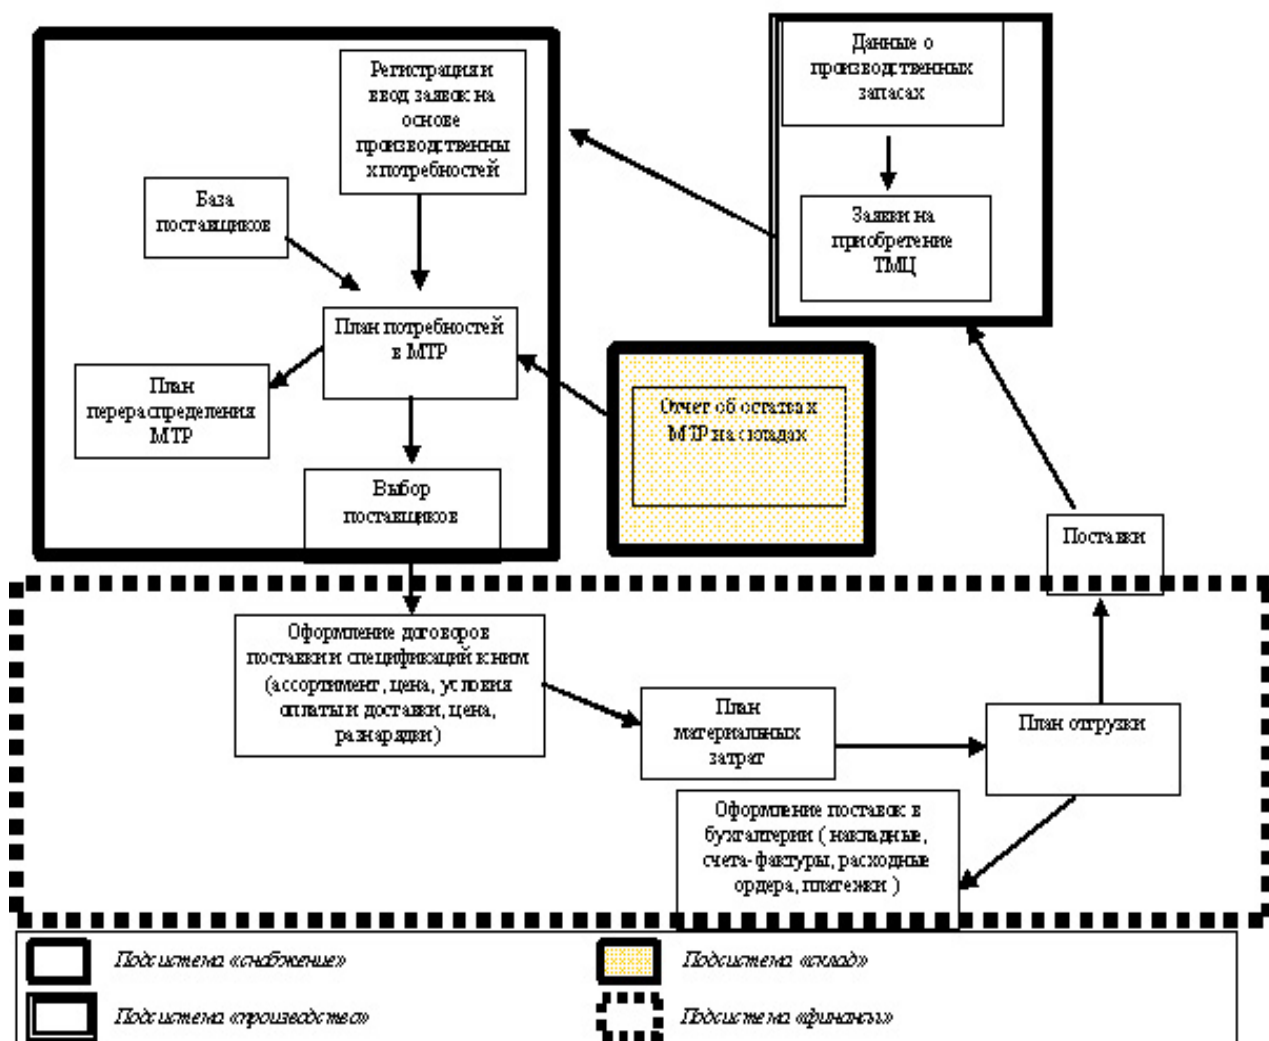 Регистрация и
ввод заявок на
основе
производственны
х потребностей
База
поставщиков
План потребностей
в МТР
План
перераспределения
МТР
Выбор
поставщиков
Данные о
производственных
запасах
Заявки на
приобретение
ТМЦ
Отчет об остатках
МТР на складах
Поставки
Оформление договоров
поставки и спецификаций к ним
(ассортимент, цена, условия
оплаты и доставки, цена,
разнарядки)
План
материальных
затрат
План отгрузки
Оформление поставок в
бухгалтерии ( накладные,
счета-фактуры, расходные
ордера, платежки )
Подсистема «снабжение»
Подсистема «склад»
Подсистема «производство»
Подсистема «финансы»